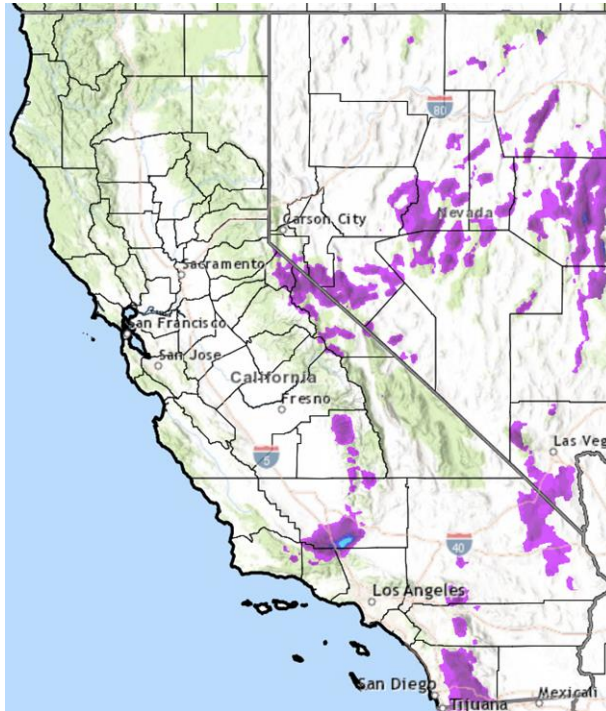 80
Nevada
Carson City
Sacramento
San Francisco
San Jose
California
Fresno
5
Las Veg
40
Los Angeles
San Diego
Tijuana
Mexicali